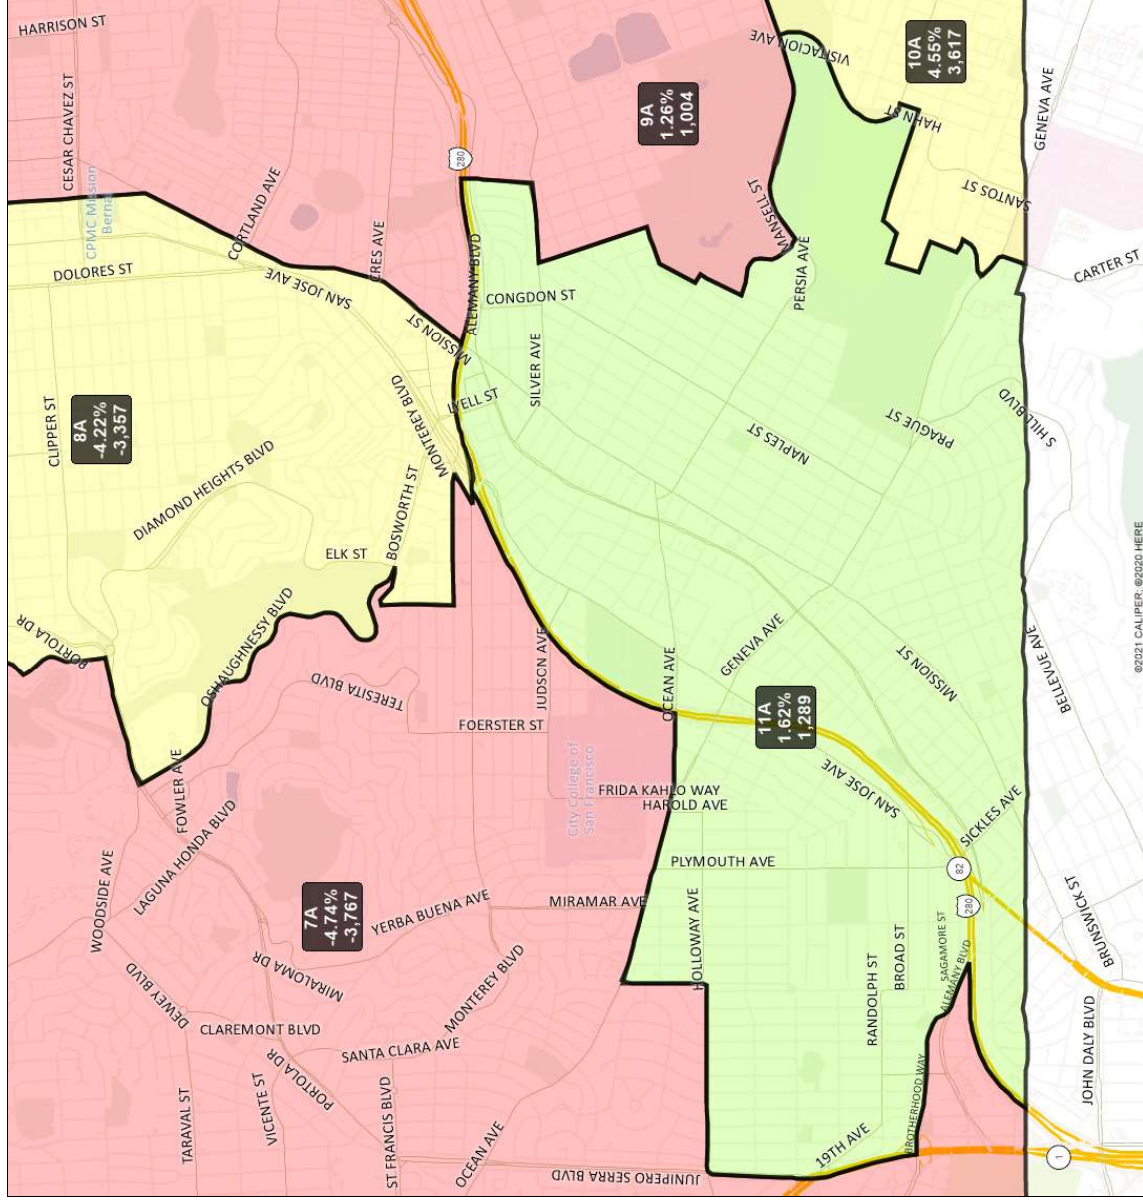 HARRISON ST
CESAR CHAVEZ ST
CPMC Mission
Bernal
DOLORES ST
CORTLAND AVE
SAN JOSE AVE
MISSION ST
ALEMANY BLVD
280
VISITACION AVE
10A
4.55%
3,617
9A
1.26%
1,004
HAHN ST
GENEVA AVE
SANTOS ST
MANSELL ST
PERSIA AVE
CARTER ST
CONGDON ST
SILVER AVE
LYELL ST
CLIPPER ST
8A
-4.22%
-3,357
DIAMOND HEIGHTS BLVD
MONTEREY BLVD
BOSWORTH ST
ELK ST
NAPLES ST
PRAGUE ST
S HILL BLVD
PORTOLA DR
OSHAUGHNESSY BLVD
TERESITA BLVD
FOERSTER ST
JUDSON AVE
OCEAN AVE
GENEVA AVE
MISSION ST
BELLEVUE AVE
11A
1.62%
1,289
FOWLER AVE
LAGUNA HONDA BLVD
WOODSIDE AVE
City College of
San Francisco
FRIDA KAHLO WAY
HAROLD AVE
SAN JOSE AVE
SICKLES AVE
PLYMOUTH AVE
82
280
7A
-4.74%
-3,767
YERBA BUENA AVE
MIRAMAR AVE
HOLLOWAY AVE
MIRALOMA DR
DEWEY BLVD
CLAREMONT BLVD
MONTEREY BLVD
SANTA CLARA AVE
PORTOLA DR
RANDOLPH ST
BROAD ST
SAGAMORE ST
ALEMANY BLVD
BRUNSWICK ST
TARAVAL ST
VICENTE ST
ST FRANCIS BLVD
OCEAN AVE
JUNIPERO SERRA BLVD
19TH AVE
BROTHERHOOD WAY
JOHN DALY BLVD
1
©2021 CALIPER; ©2020 HERE